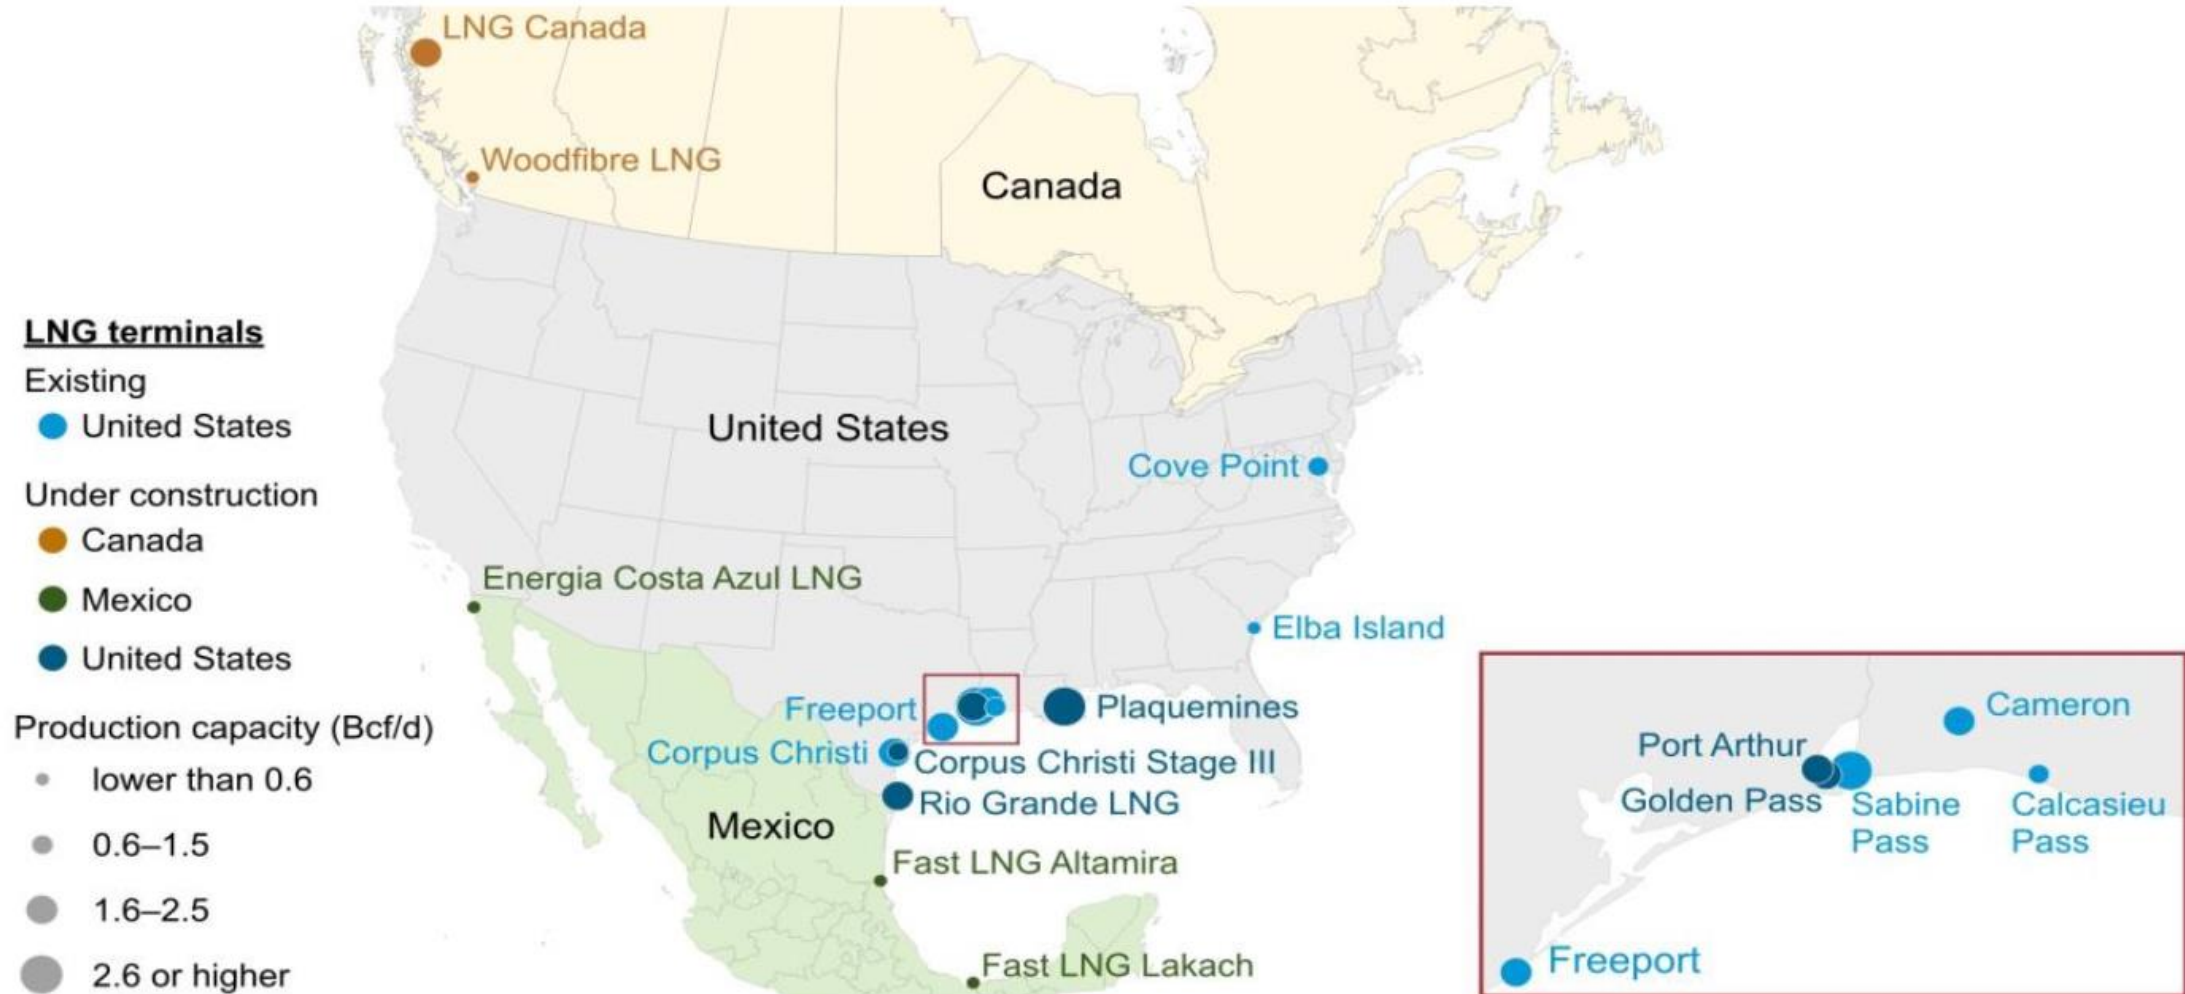 LNG Canada
Woodfibre LNG
Canada
LNG terminals
Existing
United States
Under construction
Canada
Mexico
United States
Production capacity (Bcf/d)
lower than 0.6
0.6–1.5
1.6–2.5
2.6 or higher
United States
Cove Point
Energia Costa Azul LNG
Elba Island
Freeport
Plaquemines
Corpus Christi
Corpus Christi Stage III
Rio Grande LNG
Mexico
Fast LNG Altamira
Fast LNG Lakach
Cameron
Port Arthur
Golden Pass
Sabine
Pass
Calcasieu
Pass
Freeport